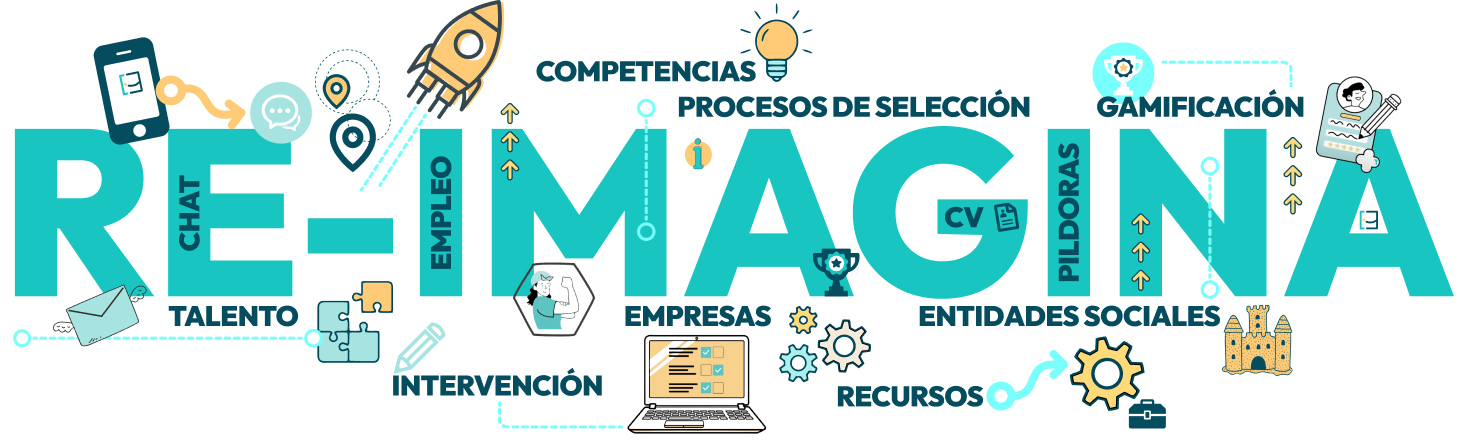 COMPETENCIAS
PROCESOS DE SELECCIÓN
GAMIFICACIÓN
RE-IMAGINA
CHAT
EMPLEO
i
CV
PILDORAS
TALENTO
EMPRESAS
ENTIDADES SOCIALES
INTERVENCIÓN
RECURSOS